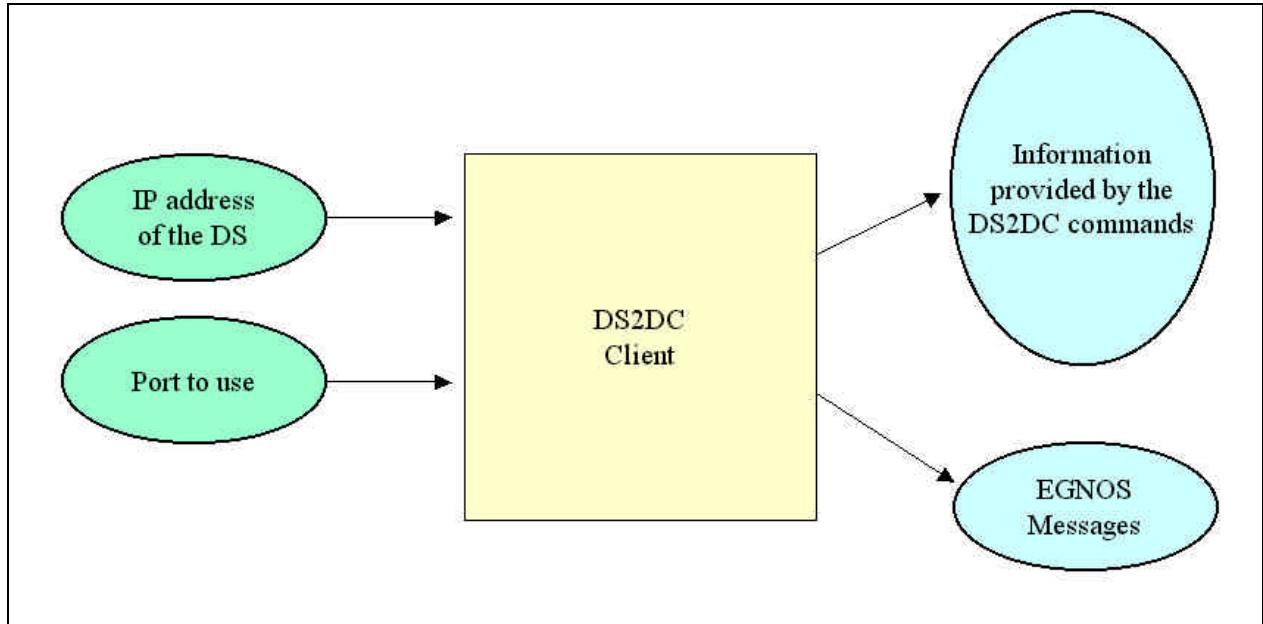 IP address
of the DS
Port to use
DS2DC
Client
Information
provided by the
DS2DC commands
EGNOS
Messages